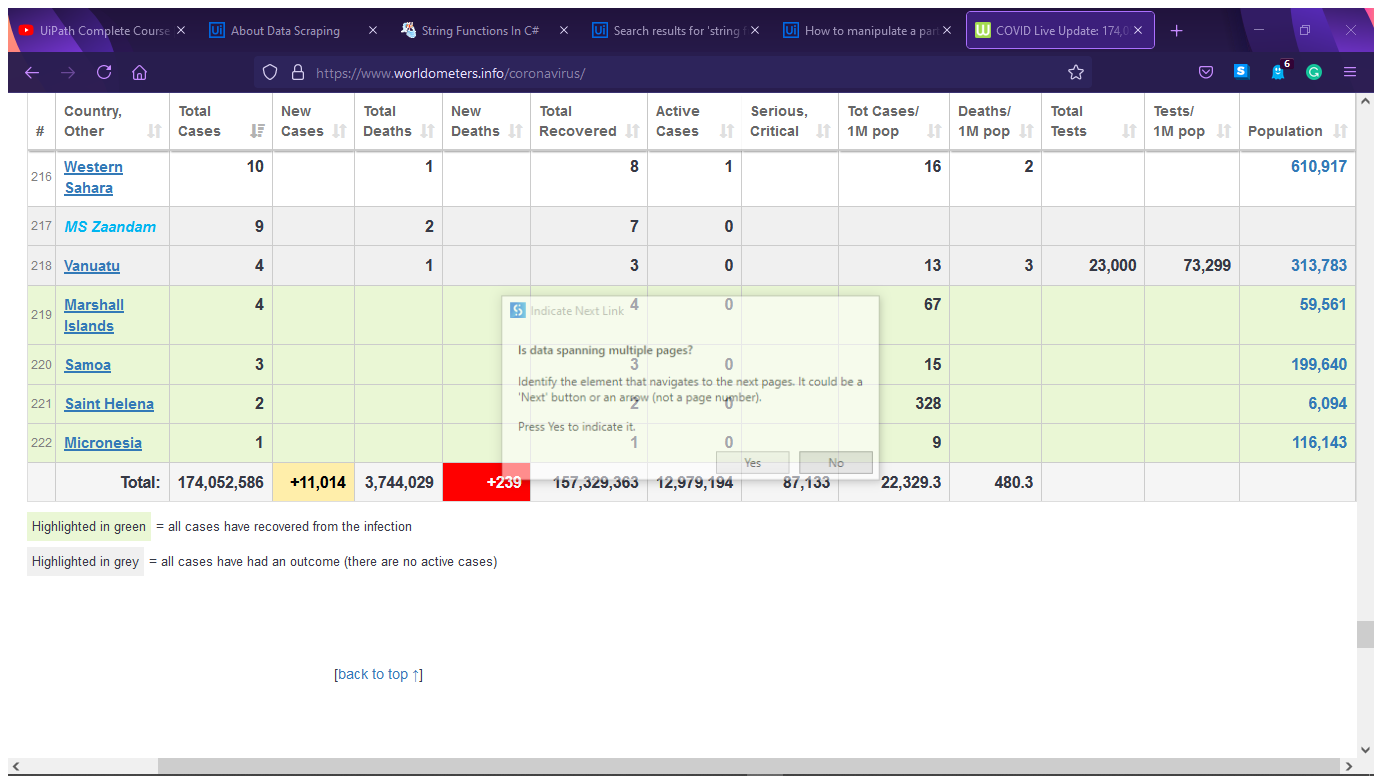 UiPath Complete Course
About Data Scraping
String Functions In C#
Search results for 'string f
How to manipulate a part
COVID Live Update: 174,0
https://www.worldometers.info/coronavirus/
6
# Country, Other Total Cases New Cases Total Deaths New Deaths Total Recovered Active Cases Serious, Critical Tot Cases/ 1M pop Deaths/ 1M pop Total Tests Tests/ 1M pop Population
216 Western Sahara 10 1 8 1 16 2 610,917
217 MS Zaandam 9 2 7 0
218 Vanuatu 4 1 3 0 13 3 23,000 73,299 313,783
219 Marshall Islands 4 4 0 67 59,561
220 Samoa 3 3 0 15 199,640
221 Saint Helena 2 2 0 328 6,094
222 Micronesia 1 1 0 9 116,143
Total: 174,052,586 +11,014 3,744,029 +239 157,329,363 12,979,194 87,133 22,329.3 480.3
Indicate Next Link
Is data spanning multiple pages?
Identify the element that navigates to the next pages. It could be a
'Next' button or an arrow (not a page number).
Press Yes to indicate it.
Yes No
Highlighted in green = all cases have recovered from the infection
Highlighted in grey = all cases have had an outcome (there are no active cases)
[back to top ↑]